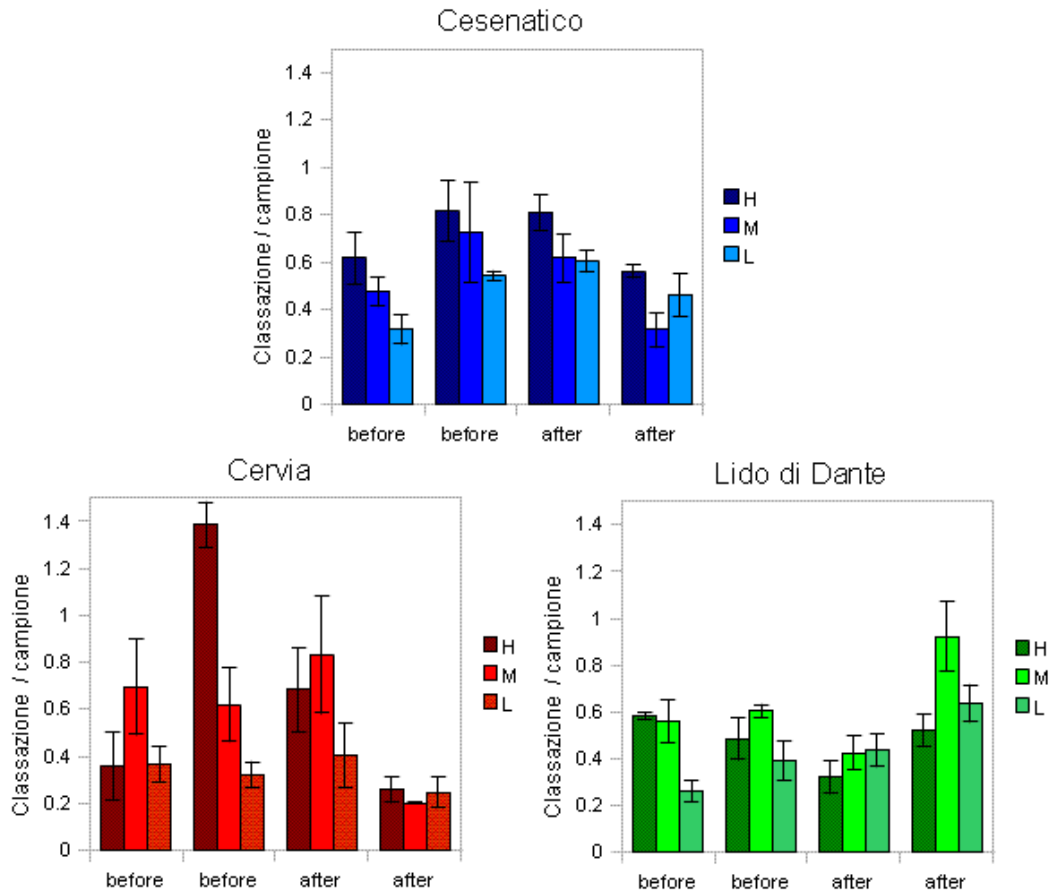 Cesenatico
Classazione / campione
1.4
1.2
1
0.8
0.6
0.4
0.2
0
before before after after
H
M
L
Cervia
Classazione / campione
1.4
1.2
1
0.8
0.6
0.4
0.2
0
before before after after
H
M
L
Lido di Dante
Classazione / campione
1.4
1.2
1
0.8
0.6
0.4
0.2
0
before before after after
H
M
L